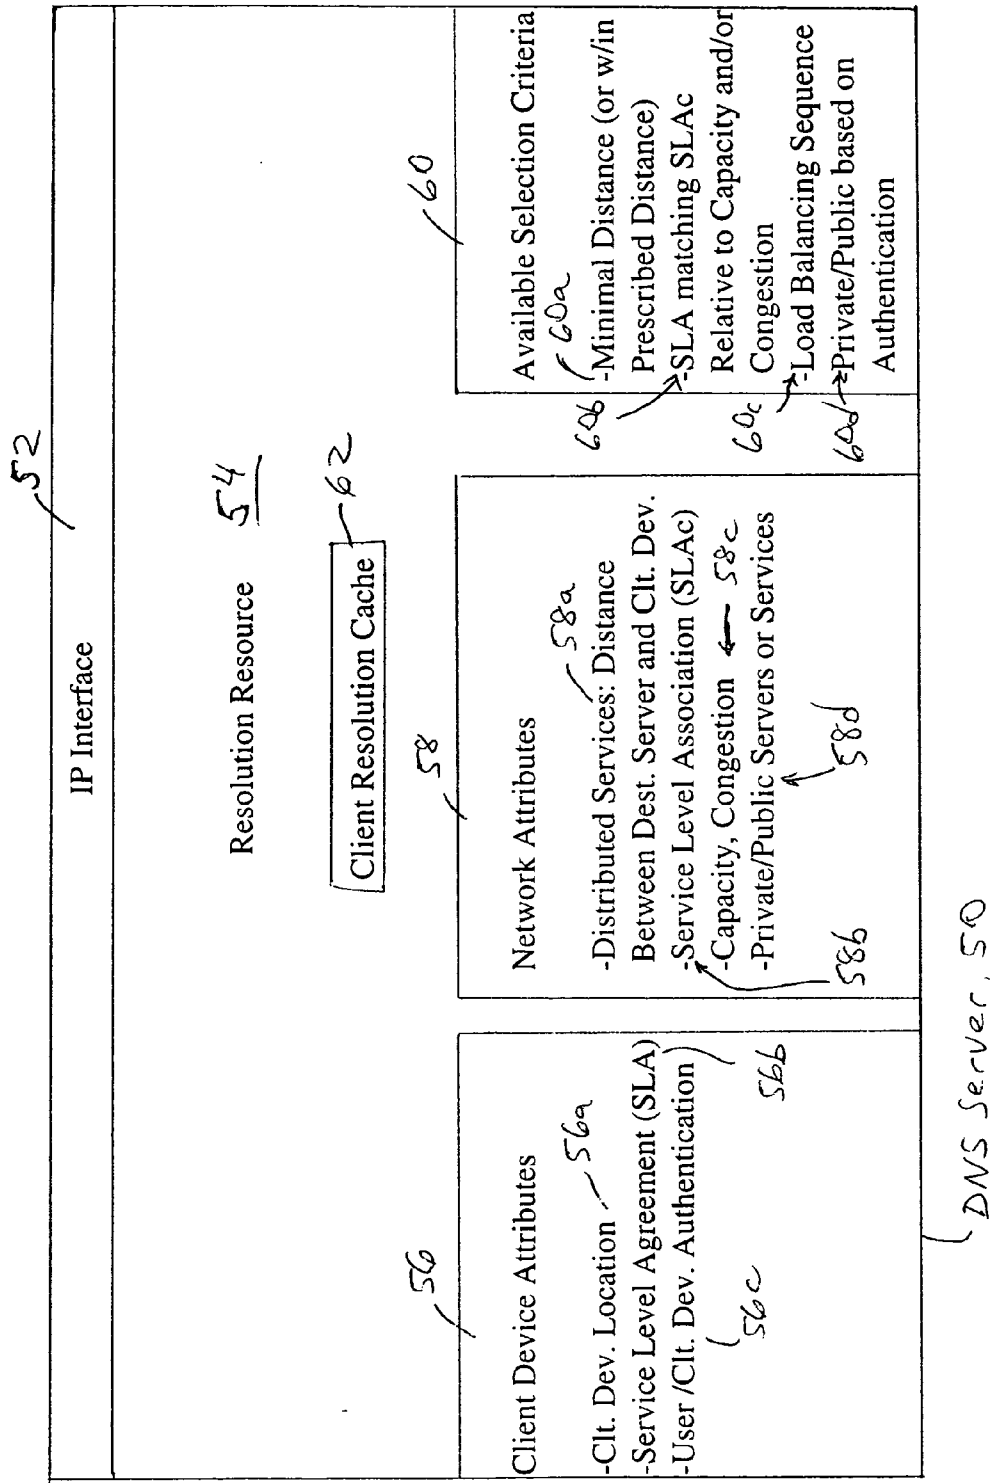 52
IP Interface
Resolution Resource 54
Client Resolution Cache 62
56
Client Device Attributes
-Clt. Dev. Location 56a
-Service Level Agreement (SLA)
-User /Clt. Dev. Authentication
56c
56b
58
Network Attributes
58a
-Distributed Services: Distance
Between Dest. Server and Clt. Dev.
-Service Level Association (SLAc)
-Capacity, Congestion 58c
-Private/Public Servers or Services
58b
58d
60
Available Selection Criteria
60a
-Minimal Distance (or w/in
Prescribed Distance)
60b
-SLA matching SLAc
Relative to Capacity and/or
Congestion
60c
-Load Balancing Sequence
60d
-Private/Public based on
Authentication
DNS Server, 50